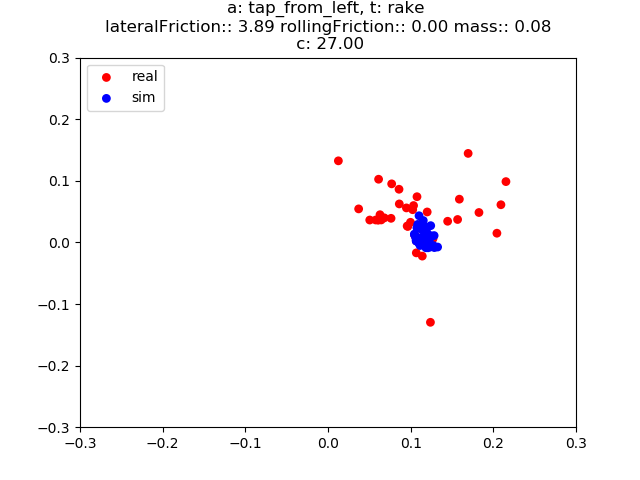 a: tap_from_left, t: rake
lateralFriction:: 3.89 rollingFriction:: 0.00 mass:: 0.08
c: 27.00
real
sim
0.3
0.2
0.1
0.0
−0.1
−0.2
−0.3
−0.3 −0.2 −0.1 0.0 0.1 0.2 0.3